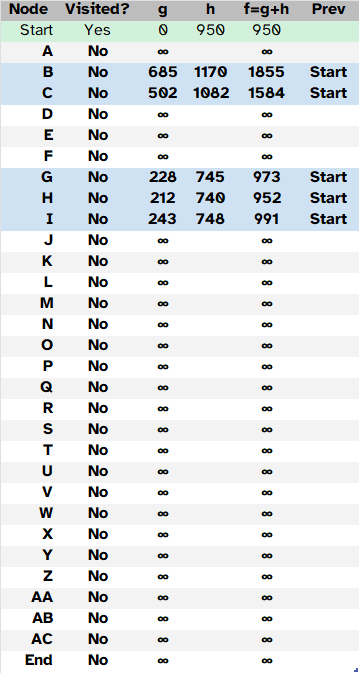 Node Visited? g h f=g+h Prev
Start Yes 0 950 950
A No ∞ ∞
B No 685 1170 1855 Start
C No 502 1082 1584 Start
D No ∞ ∞
E No ∞ ∞
F No ∞ ∞
G No 228 745 973 Start
H No 212 740 952 Start
I No 243 748 991 Start
J No ∞ ∞
K No ∞ ∞
L No ∞ ∞
M No ∞ ∞
N No ∞ ∞
O No ∞ ∞
P No ∞ ∞
Q No ∞ ∞
R No ∞ ∞
S No ∞ ∞
T No ∞ ∞
U No ∞ ∞
V No ∞ ∞
W No ∞ ∞
X No ∞ ∞
Y No ∞ ∞
Z No ∞ ∞
AA No ∞ ∞
AB No ∞ ∞
AC No ∞ ∞
End No ∞ ∞